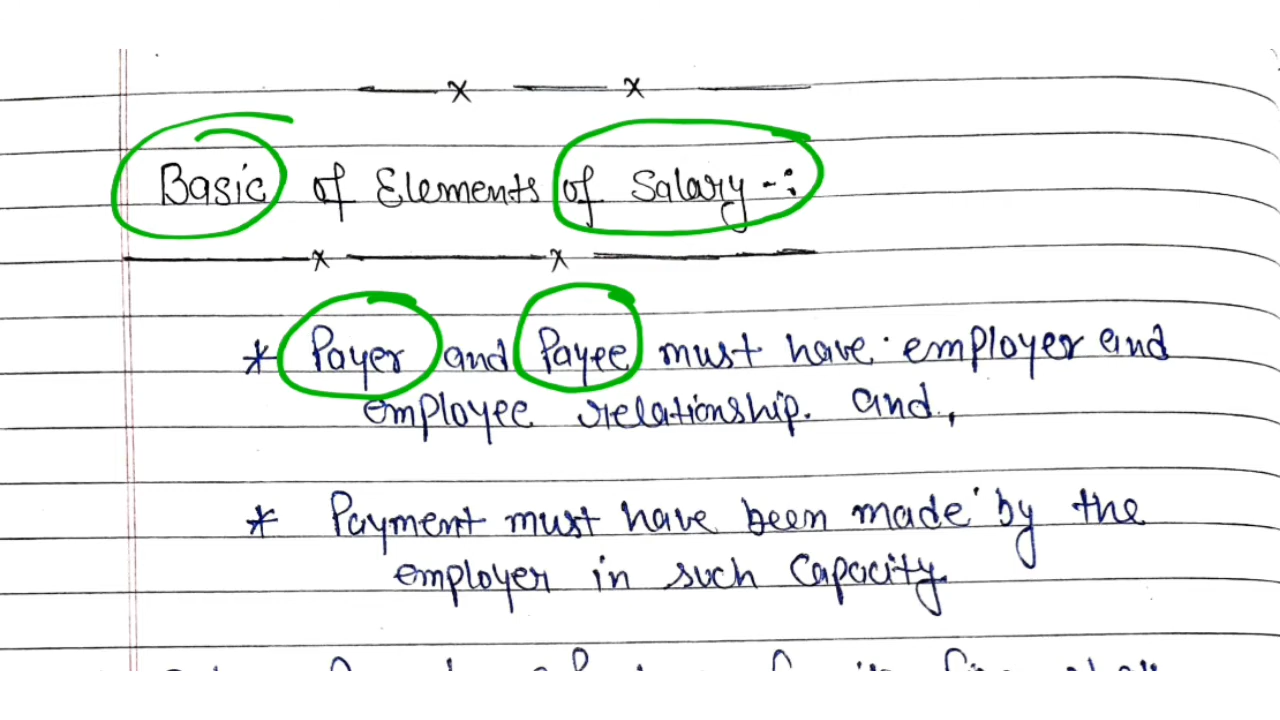 Basic of Elements of Salary -:
* Payer and Payee must have employer and
employee relationship. and,
* Payment must have been made by the
employer in such capacity.